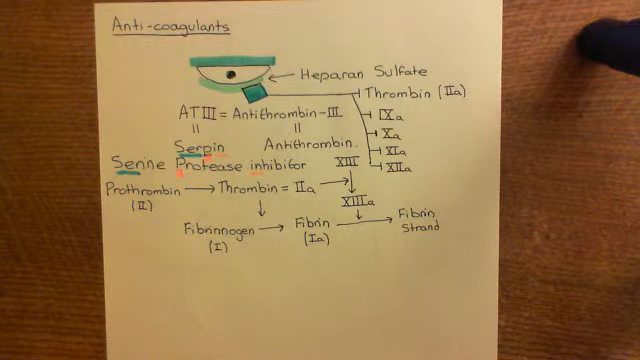 Anti-coagulants
Heparan Sulfate
Thrombin (IIa)
ATIII = Antithrombin-III
IXa
=
=
Xa
Serpin
Antithrombin.
XIa
Serine Protease inhibitor
XIII
XIIa
Prothrombin → Thrombin = IIa →
(II)
XIIIa
Fibrinnogen → Fibrin → Fibrin
(I)
(Ia)
Strand